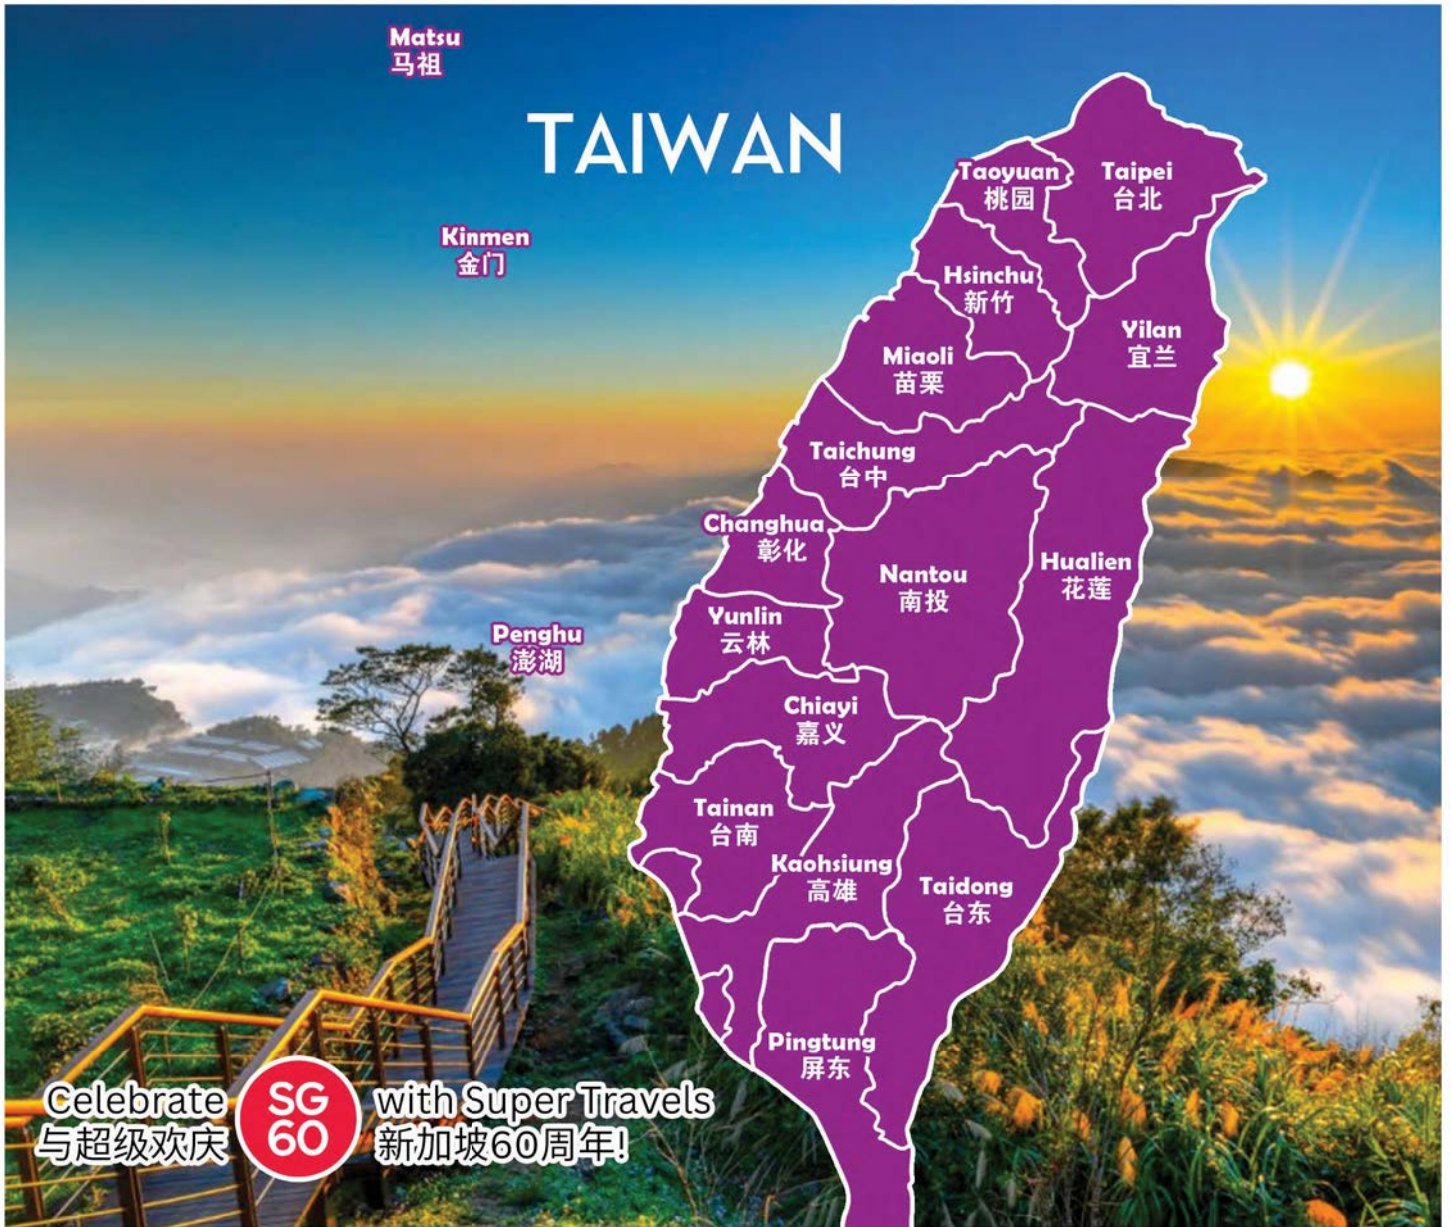 Matsu
马祖
TAIWAN
Taoyuan
桃园
Taipei
台北
Kinmen
金门
Hsinchu
新竹
Yilan
宜兰
Miaoli
苗栗
Taichung
台中
Changhua
彰化
Hualien
花莲
Nantou
南投
Yunlin
云林
Penghu
澎湖
Chiayi
嘉义
Tainan
台南
Kaohsiung
高雄
Taidong
台东
Pingtung
屏东
Celebrate
与超级欢庆
SG
60
with Super Travels
新加坡60周年!